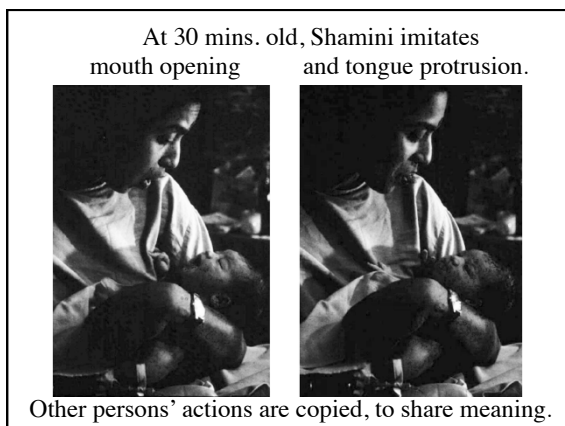 At 30 mins. old, Shamini imitates
mouth opening and tongue protrusion.
Other persons’ actions are copied, to share meaning.